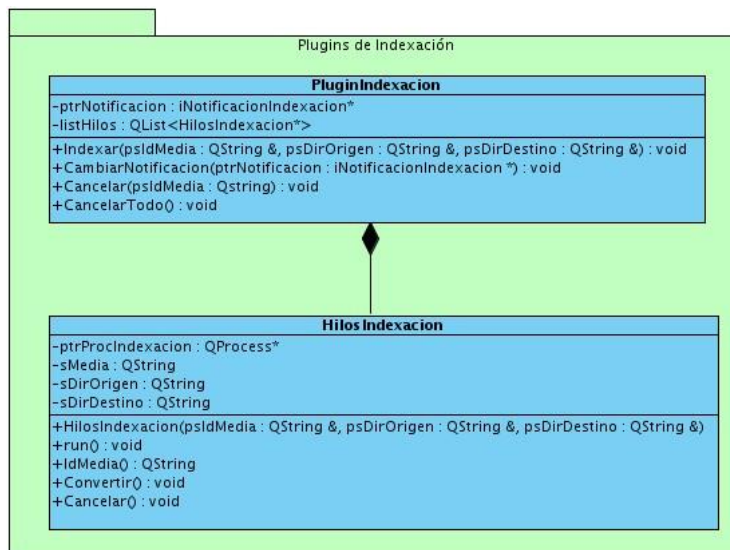 Plugins de Indexación
PluginIndexacion
-ptrNotificacion : iNotificacionIndexacion*
-listHilos : QList<HilosIndexacion*>
+Indexar(psIdMedia : QString &, psDirOrigen : QString &, psDirDestino : QString &) : void
+CambiarNotificacion(ptrNotificacion : iNotificacionIndexacion *) : void
+Cancelar(psIdMedia : Qstring) : void
+CancelarTodo() : void
HilosIndexacion
-ptrProcIndexacion : QProcess*
-sMedia : QString
-sDirOrigen : QString
-sDirDestino : QString
+HilosIndexacion(psIdMedia : QString &, psDirOrigen : QString &, psDirDestino : QString &)
+run() : void
+IdMedia() : QString
+Convertir() : void
+Cancelar() : void